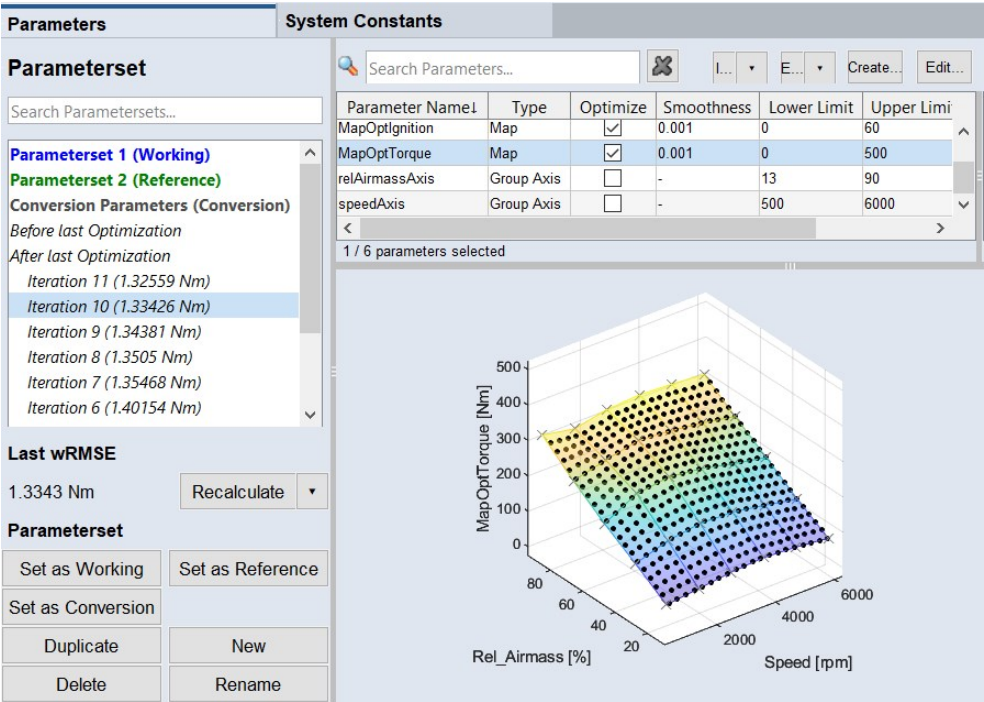 Parameters
System Constants
Parameterset
Search Parametersets...
Parameterset 1 (Working)
Parameterset 2 (Reference)
Conversion Parameters (Conversion)
Before last Optimization
After last Optimization
Iteration 11 (1.32559 Nm)
Iteration 10 (1.33426 Nm)
Iteration 9 (1.34381 Nm)
Iteration 8 (1.3505 Nm)
Iteration 7 (1.35468 Nm)
Iteration 6 (1.40154 Nm)
Last wRMSE
1.3343 Nm
Recalculate
Parameterset
Set as Working Set as Reference
Set as Conversion
Duplicate New
Delete Rename
Search Parameters...
I... E... Create... Edit...
Parameter Name↓ Type Optimize Smoothness Lower Limit Upper Limi
MapOptIgnition Map 0.001 0 60
MapOptTorque Map 0.001 0 500
relAirmassAxis Group Axis - 13 90
speedAxis Group Axis - 500 6000
1 / 6 parameters selected
MapOptTorque [Nm]
500
400
300
200
100
0
80
60
40
20
Rel_Airmass [%]
2000
4000
6000
Speed [rpm]